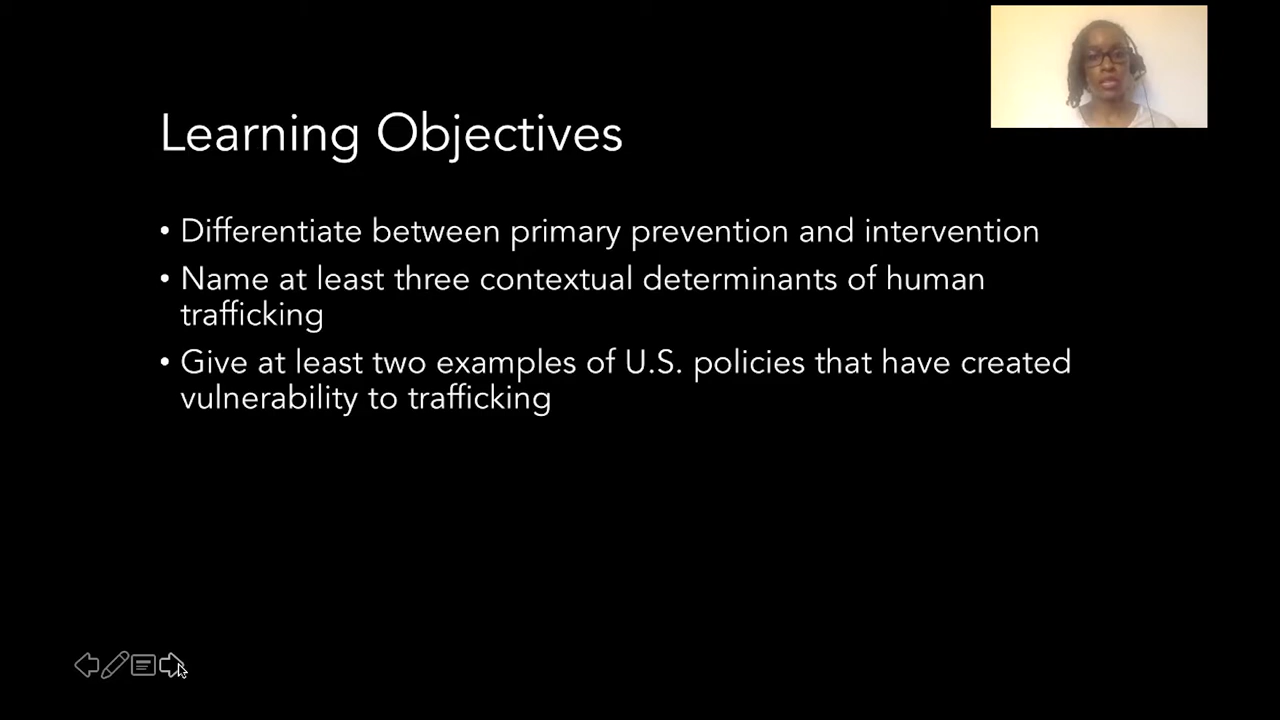 Learning Objectives
• Differentiate between primary prevention and intervention
• Name at least three contextual determinants of human
trafficking
• Give at least two examples of U.S. policies that have created
vulnerability to trafficking